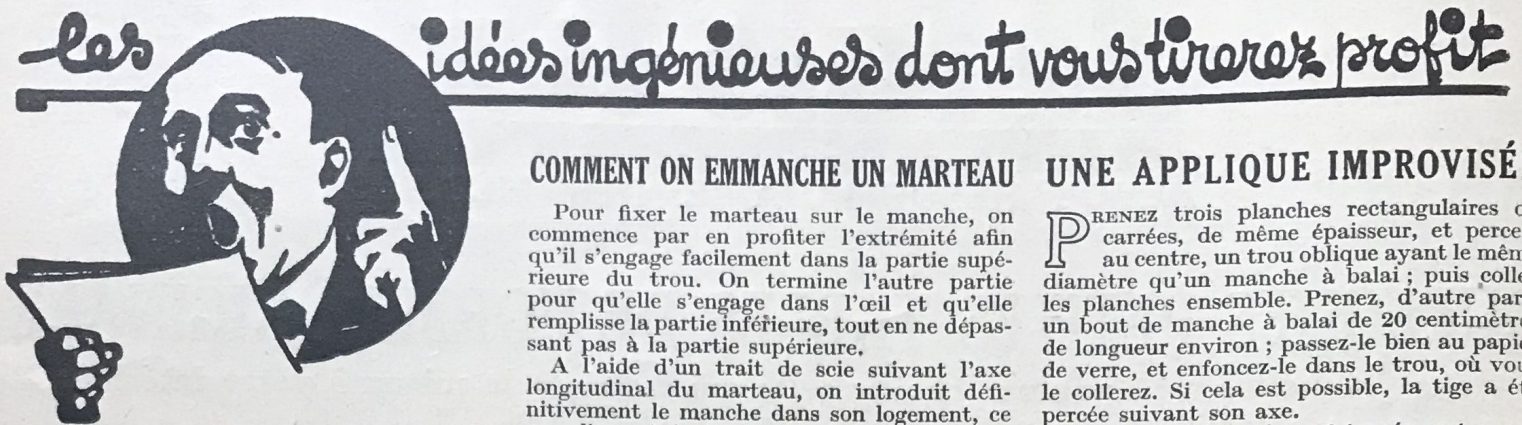 les idées ingénieuses dont vous tirerez profit
COMMENT ON EMMANCHE UN MARTEAU
Pour fixer le marteau sur le manche, on
commence par en profiter l'extrémité afin
qu'il s'engage facilement dans la partie supé-
rieure du trou. On termine l'autre partie
pour qu'elle s'engage dans l'œil et qu'elle
remplisse la partie inférieure, tout en ne dépas-
sant pas à la partie supérieure.
A l'aide d'un trait de scie suivant l'axe
longitudinal du marteau, on introduit défi-
nitivement le manche dans son logement, ce
UNE APPLIQUE IMPROVISÉ
PRENEZ trois planches rectangulaires
carrées, de même épaisseur, et perce
au centre, un trou oblique ayant le mêm
diamètre qu'un manche à balai ; puis colle
les planches ensemble. Prenez, d'autre par
un bout de manche à balai de 20 centimètr
de longueur environ ; passez-le bien au papi
de verre, et enfoncez-le dans le trou, où vou
le collerez. Si cela est possible, la tige a ét
percée suivant son axe.